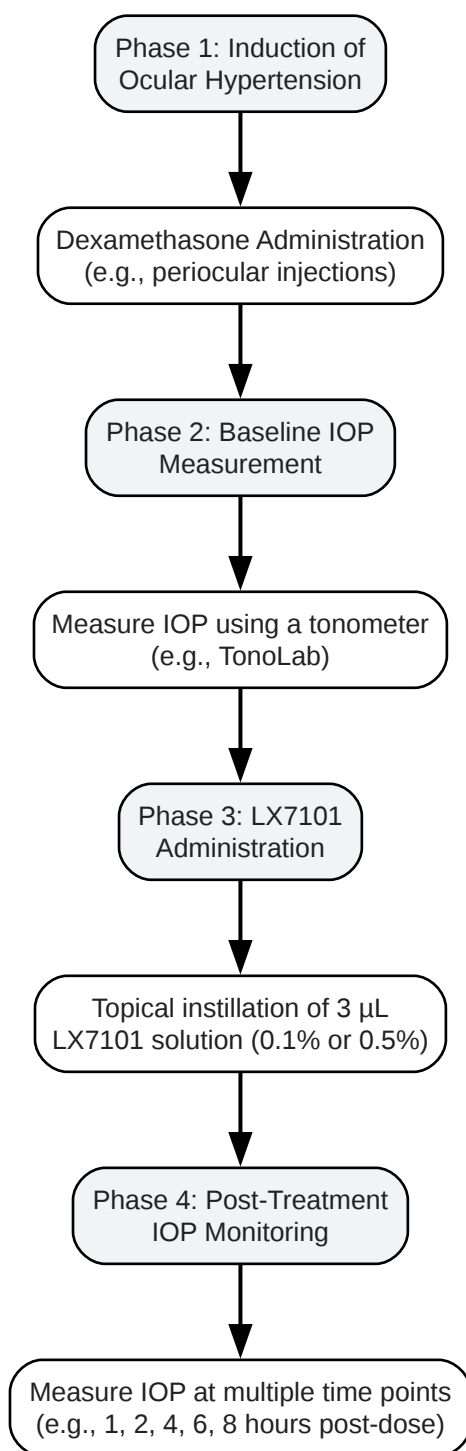 Phase 1: Induction of
Ocular Hypertension
Dexamethasone Administration
(e.g., periocular injections)
Phase 2: Baseline IOP
Measurement
Measure IOP using a tonometer
(e.g., TonoLab)
Phase 3: LX7101
Administration
Topical instillation of 3 µL
LX7101 solution (0.1% or 0.5%)
Phase 4: Post-Treatment
IOP Monitoring
Measure IOP at multiple time points
(e.g., 1, 2, 4, 6, 8 hours post-dose)